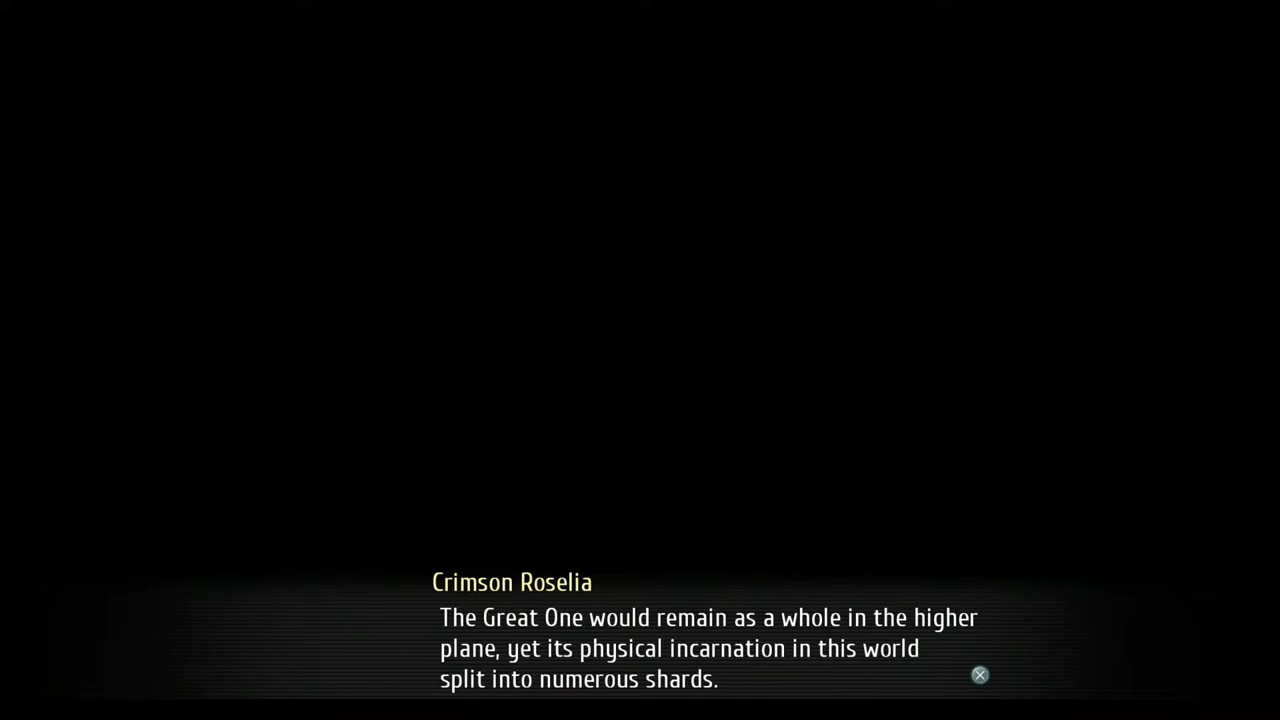 Crimson Roselia
The Great One would remain as a whole in the higher
plane, yet its physical incarnation in this world
split into numerous shards.